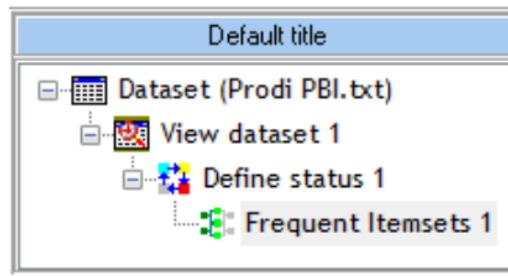 Default title
Dataset (Prodi PBI.txt)
View dataset 1
Define status 1
Frequent Itemsets 1